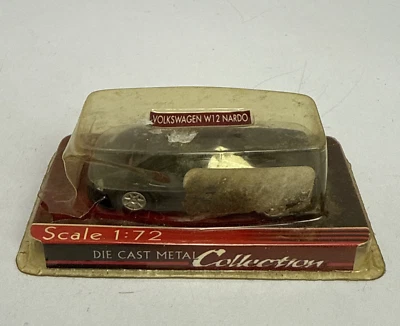 VOLKSWAGEN W12 NARDO
Scale 1:72
DIE CAST METAL Collection